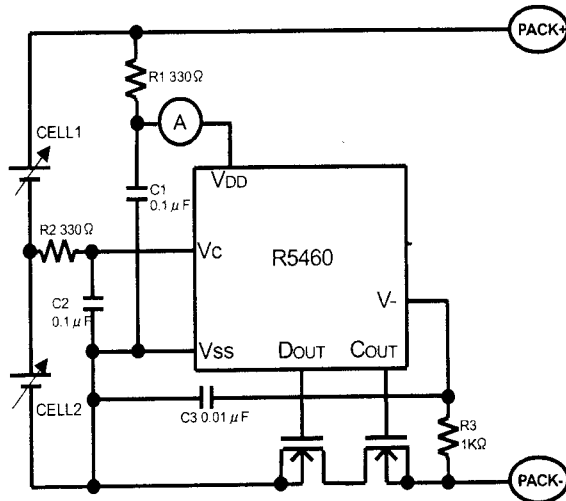 PACK+
R1 330Ω
A
CELL1
C1
0.1μF
VDD
R2 330Ω
VC
R5460
C2
0.1μF
V-
VSS
DOUT
COUT
CELL2
C3 0.01μF
R3
1KΩ
PACK-